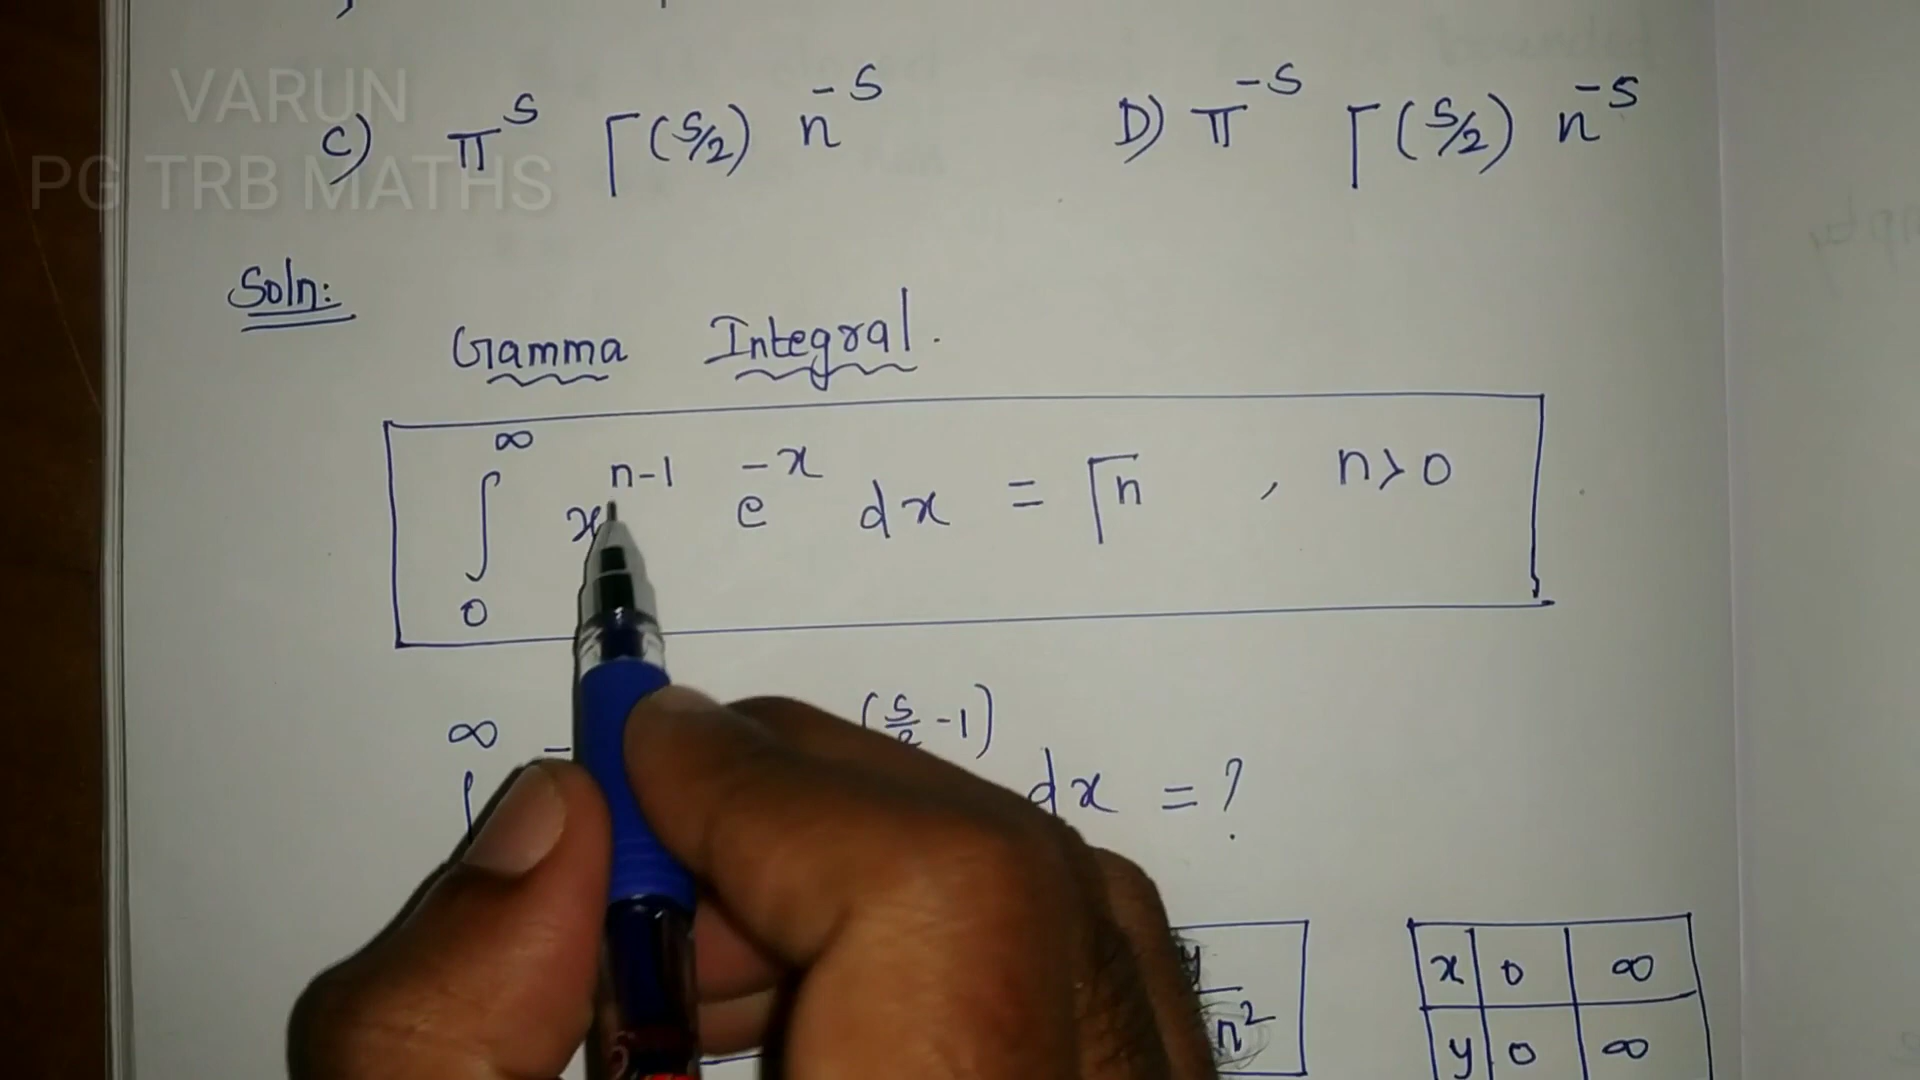 VARUN
PG TRB MATHS
C) π^s Γ(s/2) n^-s D) π^-s Γ(s/2) n^-s
Soln:
Gamma Integral.
∫_0^∞ x^n-1 e^-x dx = Γn , n>0
∞ - (s/2 -1)
∫ dx = ?
y
n^2
x 0 ∞
y 0 ∞